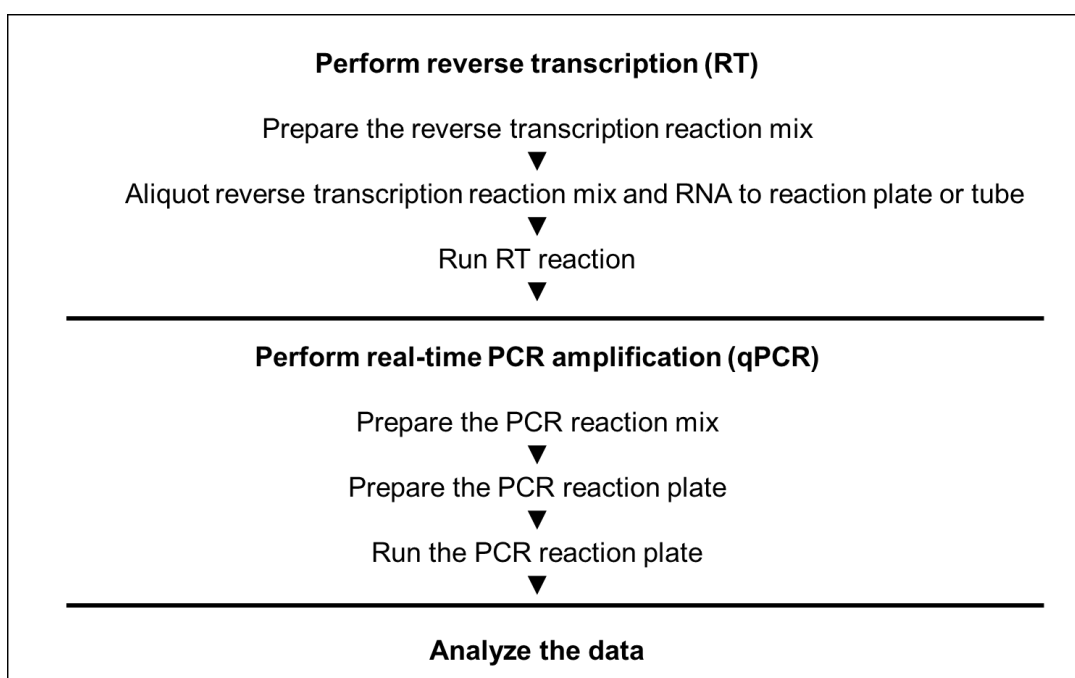 Perform reverse transcription (RT)
Prepare the reverse transcription reaction mix
Aliquot reverse transcription reaction mix and RNA to reaction plate or tube
Run RT reaction
Perform real-time PCR amplification (qPCR)
Prepare the PCR reaction mix
Prepare the PCR reaction plate
Run the PCR reaction plate
Analyze the data